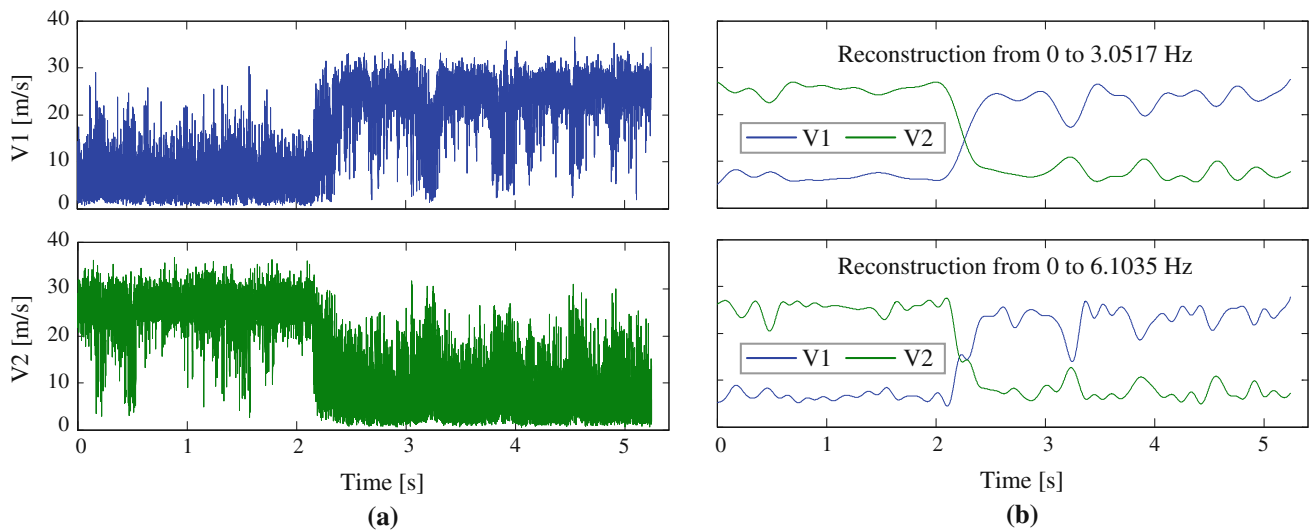 40
30
20
10
0
V1 [m/s]
40
30
20
10
0
V2 [m/s]
0 1 2 3 4 5
Time [s]
(a)
Reconstruction from 0 to 3.0517 Hz
V1 V2
Reconstruction from 0 to 6.1035 Hz
V1 V2
0 1 2 3 4 5
Time [s]
(b)